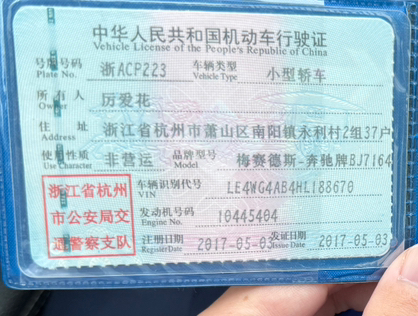 中华人民共和国机动车行驶证
Vehicle License of the People's Republic of China
号牌号码 浙ACP223 车辆类型 小型轿车
Plate No. Vehicle Type
所有人 厉爱花
Owner
住址 浙江省杭州市萧山区南阳镇永利村2组37户
Address
使用性质 非营运 品牌型号 梅赛德斯-奔驰牌BJ7164
Use Character Model
浙江省杭州 车辆识别代号 LE4WG4AB4HL188670
VIN
市公安局交 发动机号码 10445404
Engine No.
通警察支队 注册日期 2017-05-03 发证日期 2017-05-03
Register Date Issue Date